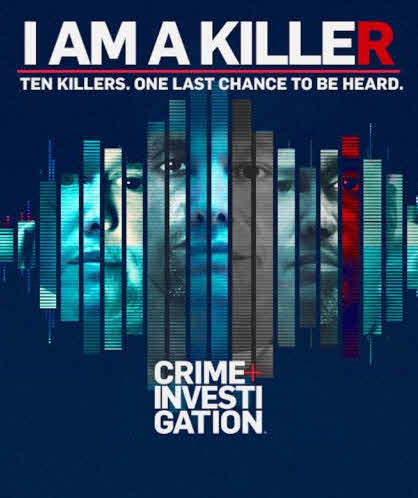 I AM A KILLER
TEN KILLERS. ONE LAST CHANCE TO BE HEARD.
CRIME+
INVESTI
GATION